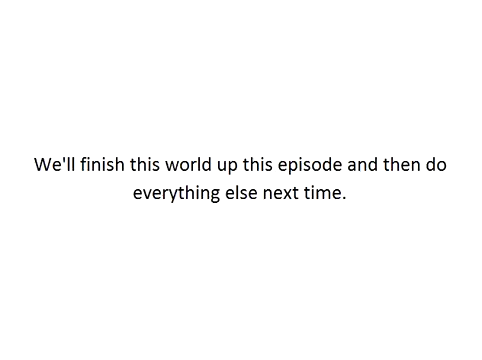 We'll finish this world up this episode and then do
everything else next time.